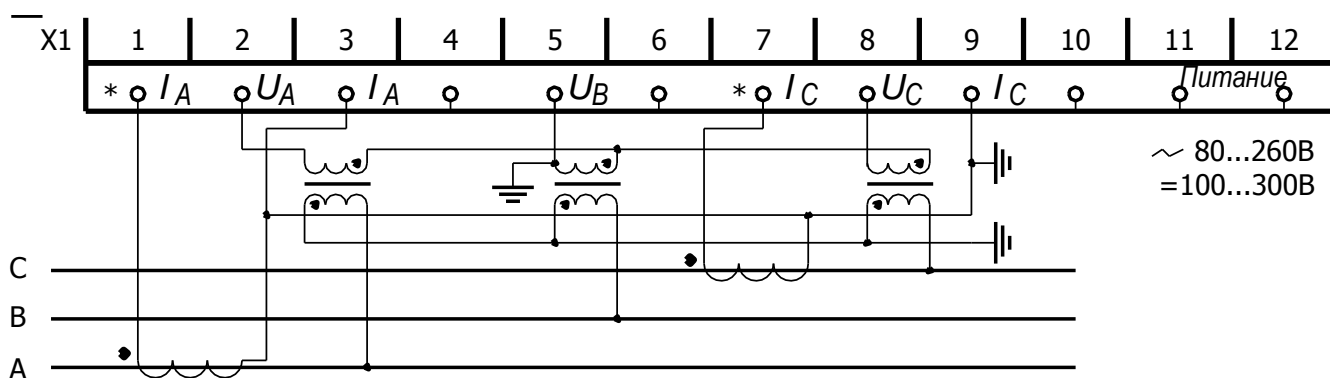 X1 1 2 3 4 5 6 7 8 9 10 11 12
* I A U A I A U B * I C U C I C Питание
~ 80...260В
=100...300В
C
B
A